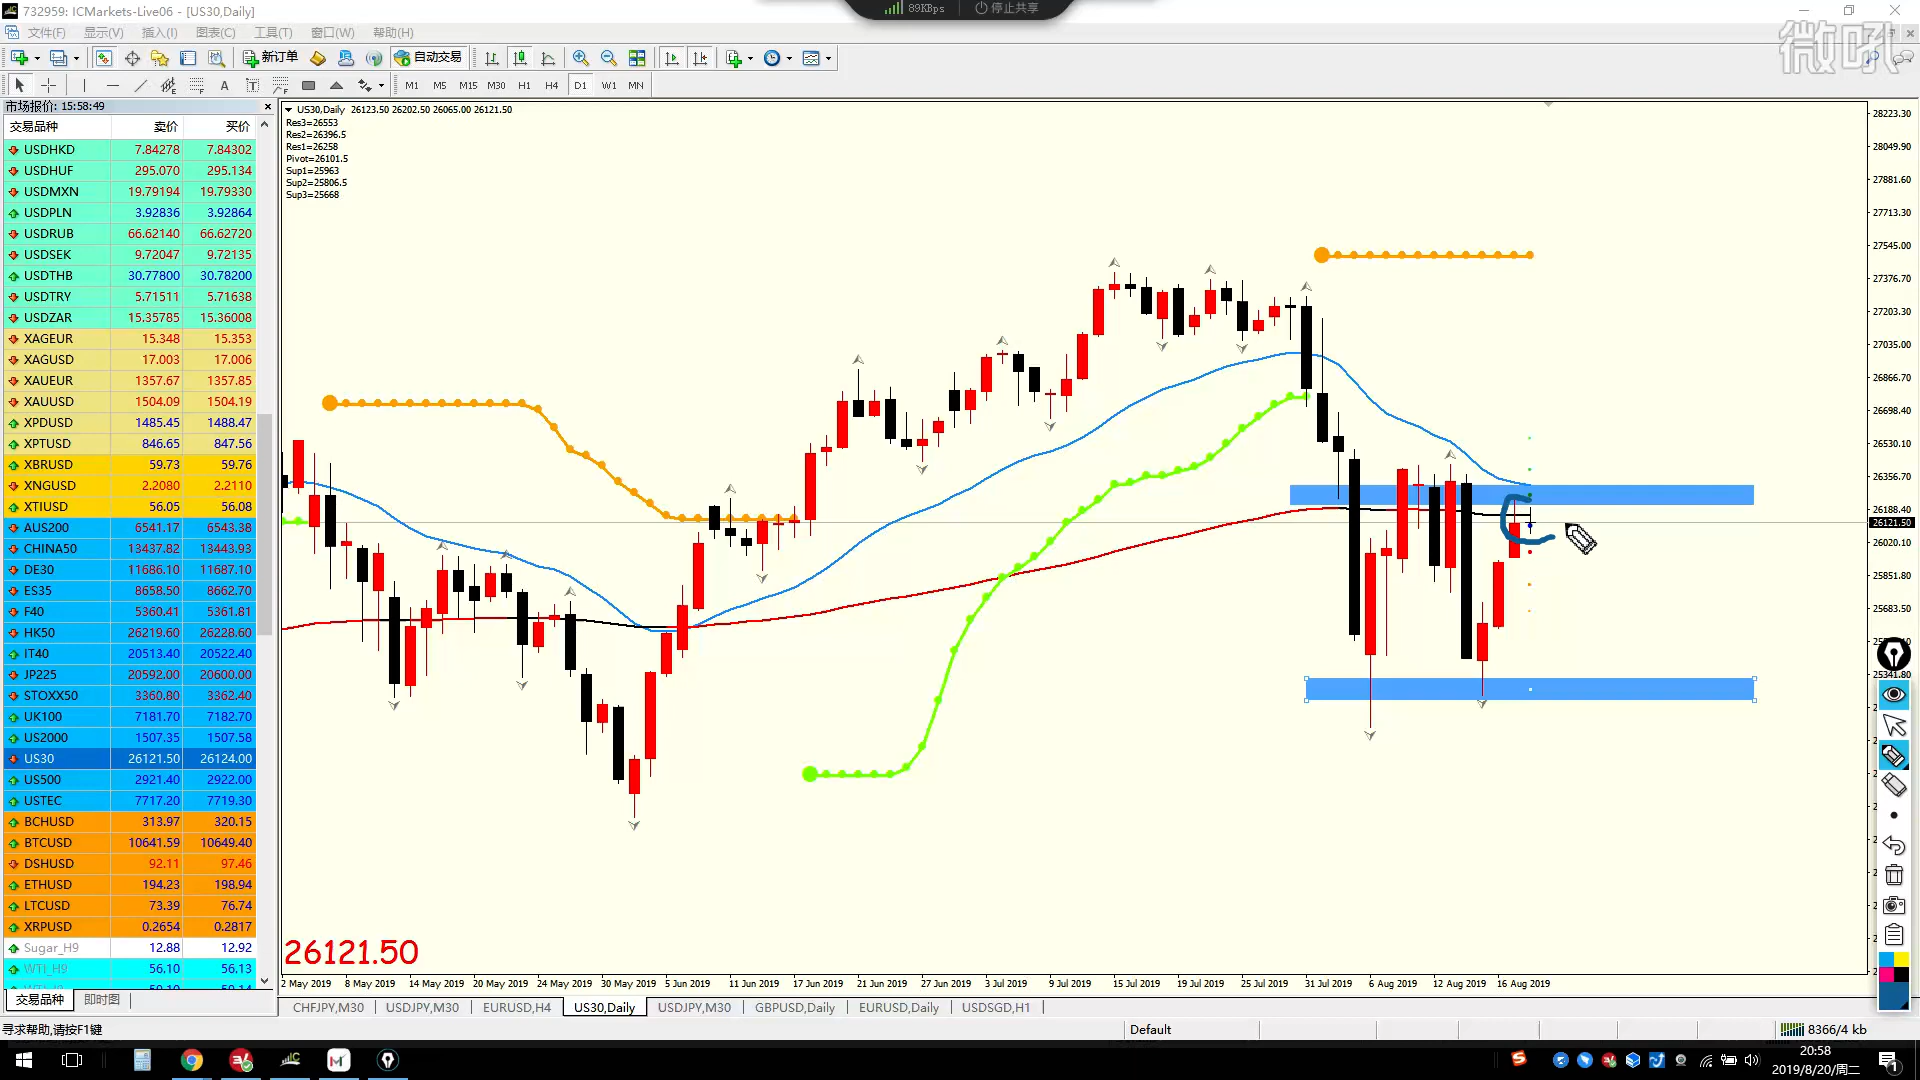 732959: ICMarkets-Live06 - [US30,Daily]
89KBps
停止共享
文件(F) 显示(V) 插入(I) 图表(C) 工具(T) 窗口(W) 帮助(H)
微吼
新订单 自动交易
A T M1 M5 M15 M30 H1 H4 D1 W1 MN
市场报价: 15:58:49
交易品种 卖价 买价
USDHKD 7.84278 7.84302
USDHUF 295.070 295.134
USDMXN 19.79194 19.79330
USDPLN 3.92836 3.92864
USDRUB 66.62140 66.62720
USDSEK 9.72047 9.72135
USDTHB 30.77800 30.78200
USDTRY 5.71511 5.71638
USDZAR 15.35785 15.36008
XAGEUR 15.348 15.353
XAGUSD 17.003 17.006
XAUEUR 1357.67 1357.85
XAUUSD 1504.09 1504.19
XPDUSD 1485.45 1488.47
XPTUSD 846.65 847.56
XBRUSD 59.73 59.76
XNGUSD 2.2080 2.2110
XTIUSD 56.05 56.08
AUS200 6541.17 6543.38
CHINA50 13437.82 13443.93
DE30 11686.10 11687.10
ES35 8658.50 8662.70
F40 5360.41 5361.81
HK50 26219.60 26228.60
IT40 20513.40 20522.40
JP225 20592.00 20600.00
STOXX50 3360.80 3362.40
UK100 7181.70 7182.70
US2000 1507.35 1507.58
US30 26121.50 26124.00
US500 2921.40 2922.00
USTEC 7717.20 7719.30
BCHUSD 313.97 320.15
BTCUSD 10641.59 10649.40
DSHUSD 92.11 97.46
ETHUSD 194.23 198.94
LTCUSD 73.39 76.74
XRPUSD 0.2654 0.2817
Sugar_H9 12.88 12.92
WTI_H9 56.10 56.13
交易品种 即时图
US30,Daily 26123.50 26202.50 26065.00 26121.50
Res3=26553
Res2=26396.5
Res1=26258
Pivot=26101.5
Sup1=25963
Sup2=25806.5
Sup3=25668
28223.30
28049.90
27881.60
27713.30
27545.00
27376.70
27203.30
27035.00
26866.70
26698.40
26530.10
26356.70
26188.40
26121.50
26020.10
25851.80
25683.50
25341.80
26121.50
2 May 2019 8 May 2019 14 May 2019 20 May 2019 24 May 2019 30 May 2019 5 Jun 2019 11 Jun 2019 17 Jun 2019 21 Jun 2019 27 Jun 2019 3 Jul 2019 9 Jul 2019 15 Jul 2019 19 Jul 2019 25 Jul 2019 31 Jul 2019 6 Aug 2019 12 Aug 2019 16 Aug 2019
CHFJPY,M30 USDJPY,M30 EURUSD,H4 US30,Daily USDJPY,M30 GBPUSD,Daily EURUSD,Daily USDSGD,H1
寻求帮助,请按F1键
Default
8366/4 kb
20:58
2019/8/20/周二
1